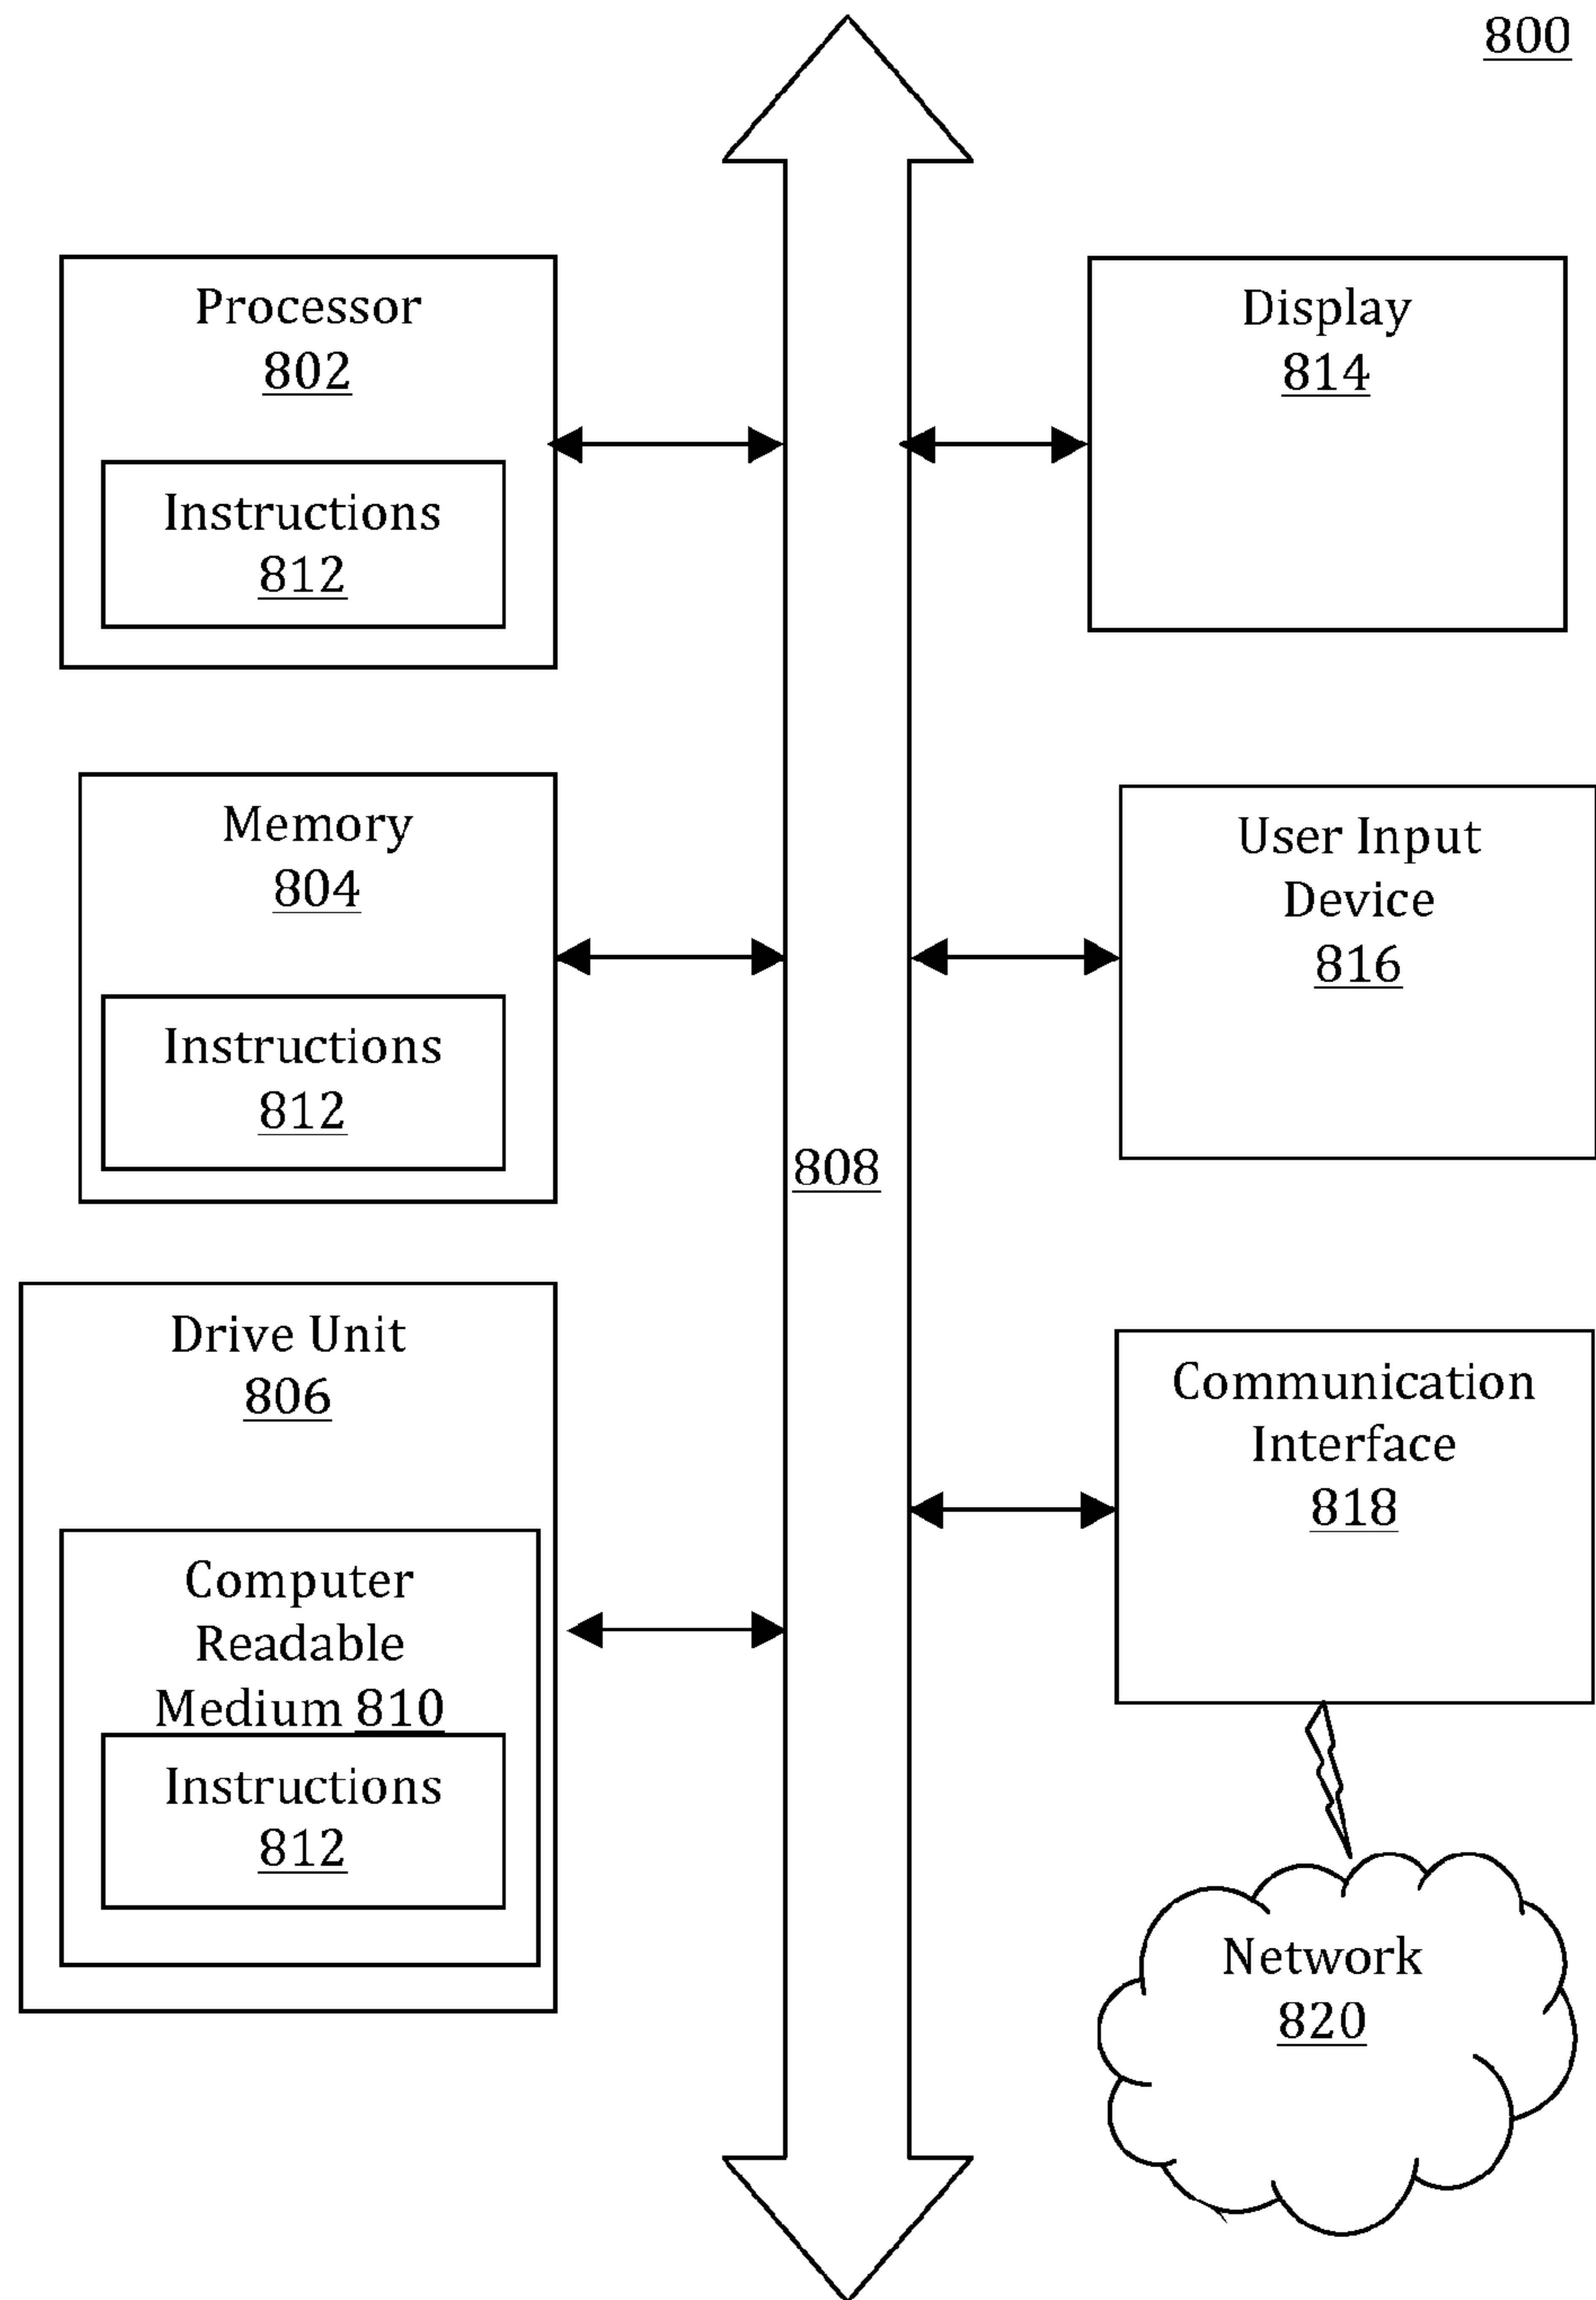 800
Processor
802
Instructions
812
Display
814
Memory
804
Instructions
812
User Input
Device
816
808
Drive Unit
806
Computer
Readable
Medium 810
Instructions
812
Communication
Interface
818
Network
820